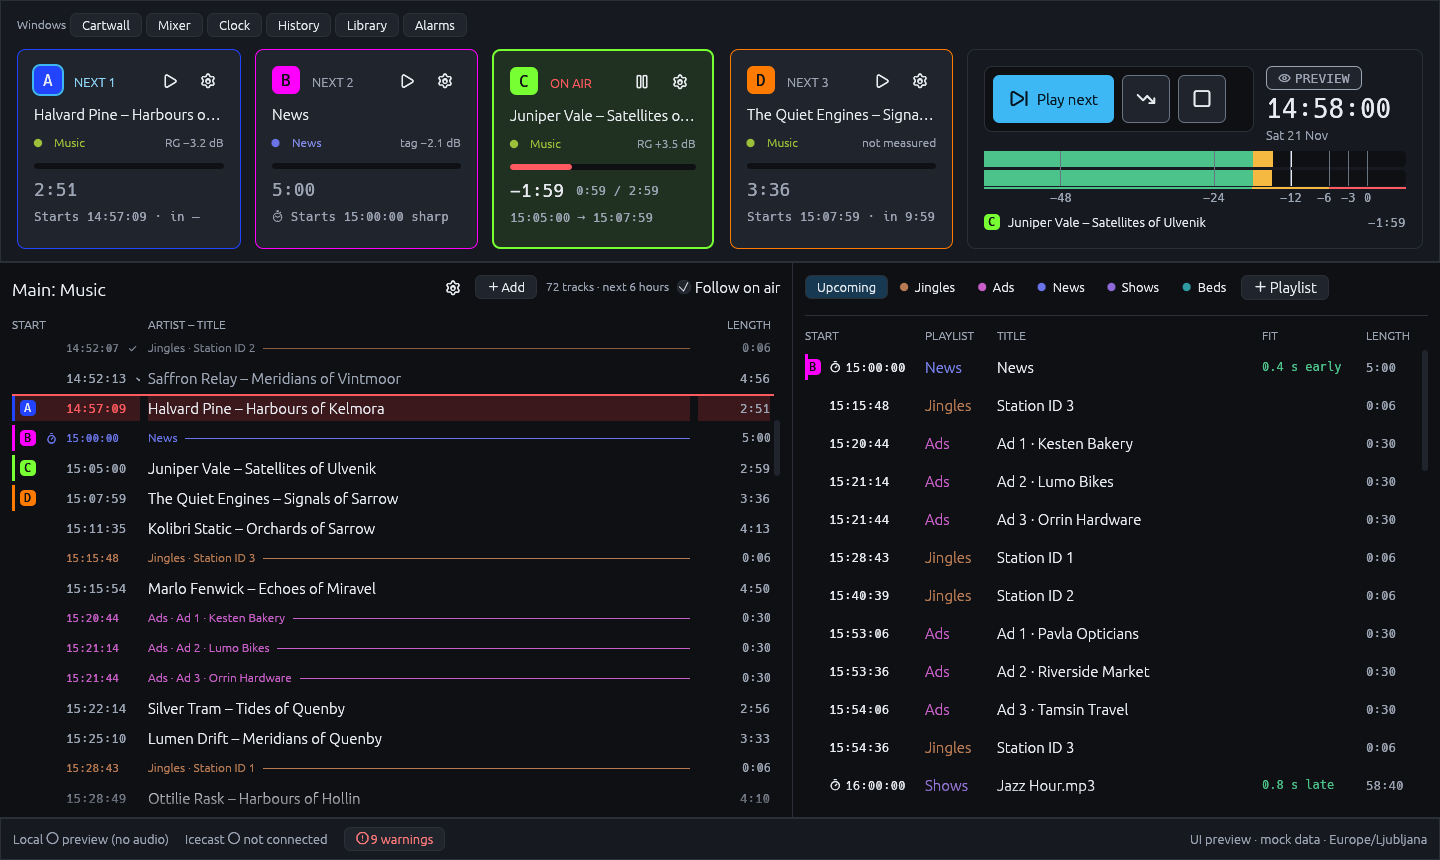 Windows Cartwall Mixer Clock History Library Alarms
A NEXT 1
Halvard Pine – Harbours o…
Music RG −3.2 dB
2:51
Starts 14:57:09 · in —
B NEXT 2
News
News tag −2.1 dB
5:00
Starts 15:00:00 sharp
C ON AIR
Juniper Vale – Satellites o…
Music RG +3.5 dB
−1:59 0:59 / 2:59
15:05:00 → 15:07:59
D NEXT 3
The Quiet Engines – Signa…
Music not measured
3:36
Starts 15:07:59 · in 9:59
Play next
PREVIEW
14:58:00
Sat 21 Nov
−48 −24 −12 −6 −3 0
C Juniper Vale – Satellites of Ulvenik −1:59
Main: Music + Add 72 tracks · next 6 hours Follow on air
START ARTIST – TITLE LENGTH
14:52:07 Jingles · Station ID 2 0:06
14:52:13 Saffron Relay – Meridians of Vintmoor 4:56
A 14:57:09 Halvard Pine – Harbours of Kelmora 2:51
B 15:00:00 News 5:00
C 15:05:00 Juniper Vale – Satellites of Ulvenik 2:59
D 15:07:59 The Quiet Engines – Signals of Sarrow 3:36
15:11:35 Kolibri Static – Orchards of Sarrow 4:13
15:15:48 Jingles · Station ID 3 0:06
15:15:54 Marlo Fenwick – Echoes of Miravel 4:50
15:20:44 Ads · Ad 1 · Kesten Bakery 0:30
15:21:14 Ads · Ad 2 · Lumo Bikes 0:30
15:21:44 Ads · Ad 3 · Orrin Hardware 0:30
15:22:14 Silver Tram – Tides of Quenby 2:56
15:25:10 Lumen Drift – Meridians of Quenby 3:33
15:28:43 Jingles · Station ID 1 0:06
15:28:49 Ottilie Rask – Harbours of Hollin 4:10
Upcoming Jingles Ads News Shows Beds + Playlist
START PLAYLIST TITLE FIT LENGTH
B 15:00:00 News News 0.4 s early 5:00
15:15:48 Jingles Station ID 3 0:06
15:20:44 Ads Ad 1 · Kesten Bakery 0:30
15:21:14 Ads Ad 2 · Lumo Bikes 0:30
15:21:44 Ads Ad 3 · Orrin Hardware 0:30
15:28:43 Jingles Station ID 1 0:06
15:40:39 Jingles Station ID 2 0:06
15:53:06 Ads Ad 1 · Pavla Opticians 0:30
15:53:36 Ads Ad 2 · Riverside Market 0:30
15:54:06 Ads Ad 3 · Tamsin Travel 0:30
15:54:36 Jingles Station ID 3 0:06
16:00:00 Shows Jazz Hour.mp3 0.8 s late 58:40
Local preview (no audio) Icecast not connected 9 warnings UI preview · mock data · Europe/Ljubljana